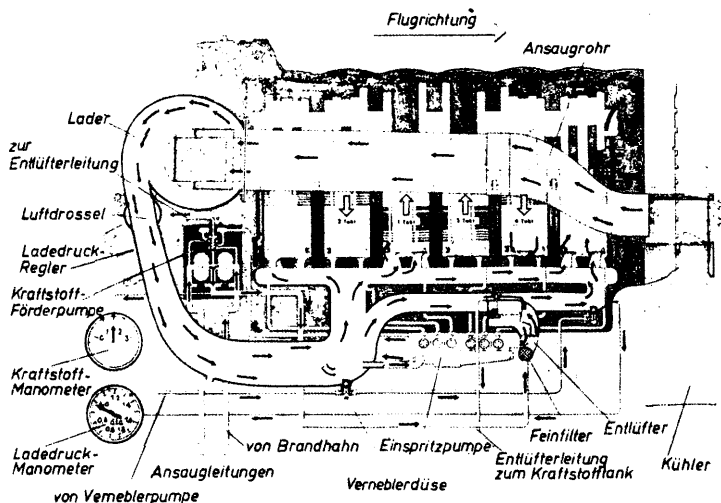 Flugrichtung
Ansaugrohr
Lader
zur
Entlüfterleitung
Luftdrossel
Ladedruck-
Regler
Kraftstoff-
Förderpumpe
Kraftstoff-
Manometer
Ladedruck-
Manometer
von Verneblerpumpe
Ansaugleitungen
von Brandhahn
Verneblerdüse
Einspritzpumpe
Entlüfterleitung
zum Kraftstofftank
Feinfilter
Entlüfter
Kühler